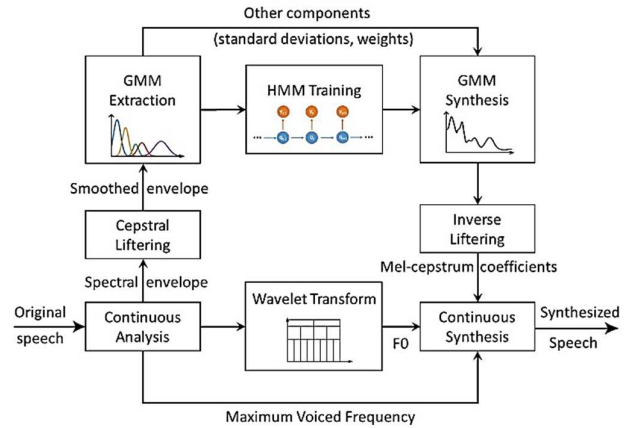 Other components
(standard deviations, weights)
GMM
Extraction
HMM Training
GMM
Synthesis
Smoothed envelope
Cepstral
Liftering
Inverse
Liftering
Spectral envelope
Mel-cepstrum coefficients
Original
speech
Continuous
Analysis
Wavelet Transform
F0
Continuous
Synthesis
Synthesized
Speech
Maximum Voiced Frequency